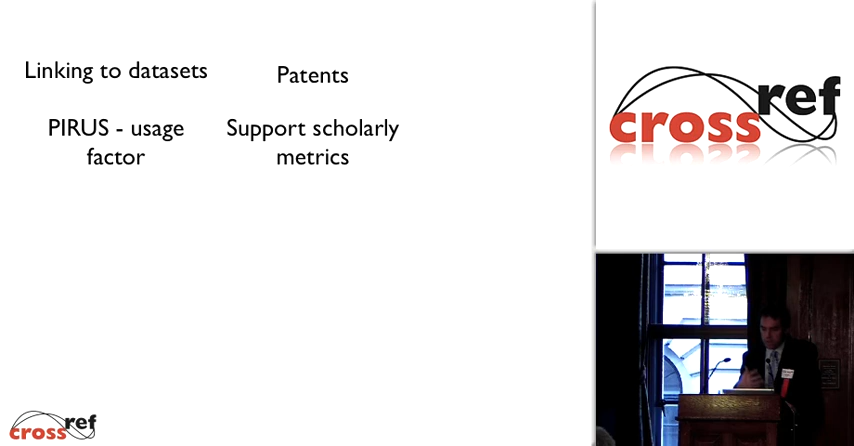 Linking to datasets
Patents
PIRUS - usage
factor
Support scholarly
metrics
crossref
crossref